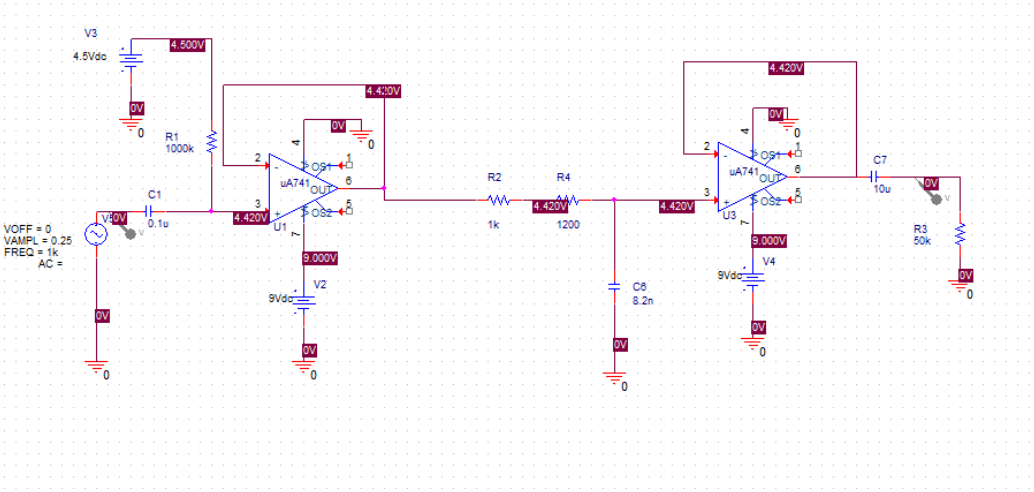 V3
4.5Vdc
4.500V
0V
0
R1
1000k
C1
0.1u
0V
V
VOFF = 0
VAMPL = 0.25
FREQ = 1k
AC =
0V
0
4.420V
4.420V
0V
0
4
2
-
OS1
1
uA741
6
OUT
3
+
OS2
5
U1
7
9.000V
V2
9Vdc
0V
0
R2
1k
R4
1200
4.420V
C6
8.2n
0V
0
4.420V
4.420V
0V
0
4
2
-
OS1
1
uA741
6
OUT
3
+
OS2
5
U3
7
9.000V
V4
9Vdc
0V
0
C7
10u
0V
V
R3
50k
0V
0